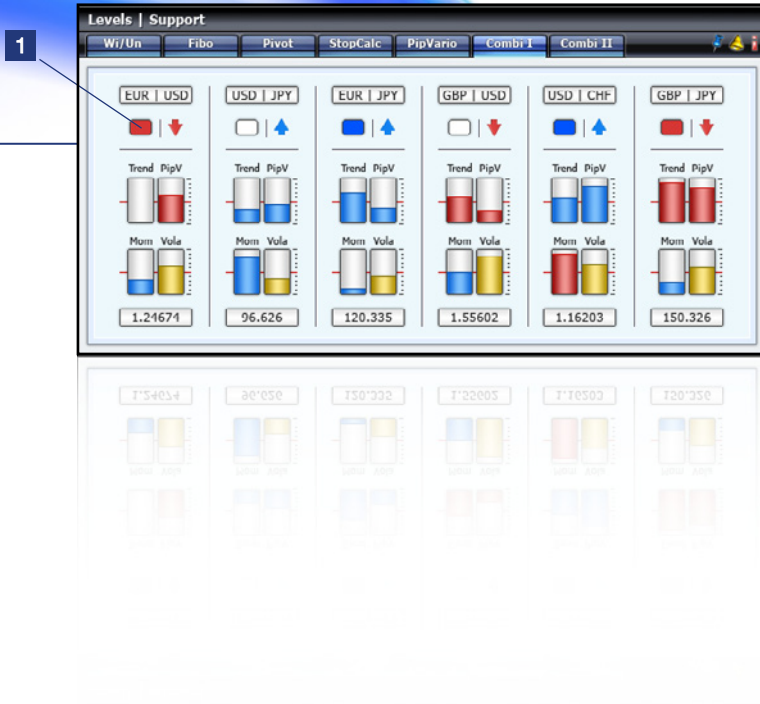 Levels | Support
1
Wi/Un Fibo Pivot StopCalc PipVario Combi I Combi II
EUR | USD USD | JPY EUR | JPY GBP | USD USD | CHF GBP | JPY
Trend PipV Trend PipV Trend PipV Trend PipV Trend PipV Trend PipV
Mom Vola Mom Vola Mom Vola Mom Vola Mom Vola Mom Vola
1.24674 96.626 120.335 1.55602 1.16203 150.326